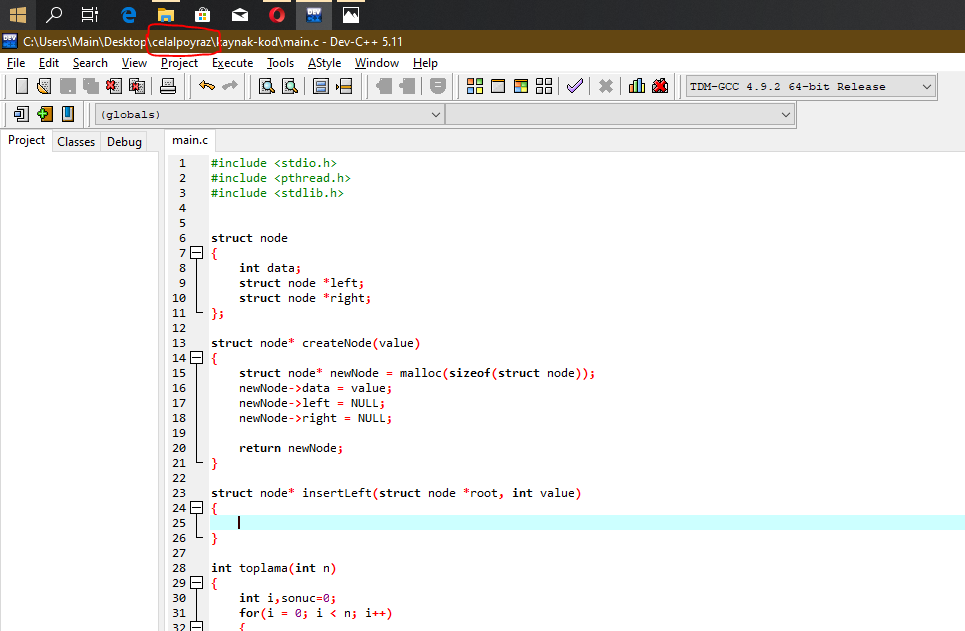 C:\Users\Main\Desktop\celalpoyraz\kaynak-kod\main.c - Dev-C++ 5.11
File Edit Search View Project Execute Tools AStyle Window Help
TDM-GCC 4.9.2 64-bit Release
(globals)
Project Classes Debug main.c
1 #include <stdio.h>
2 #include <pthread.h>
3 #include <stdlib.h>
4
5
6 struct node
7 {
8 int data;
9 struct node *left;
10 struct node *right;
11 };
12
13 struct node* createNode(value)
14 {
15 struct node* newNode = malloc(sizeof(struct node));
16 newNode->data = value;
17 newNode->left = NULL;
18 newNode->right = NULL;
19
20 return newNode;
21 }
22
23 struct node* insertLeft(struct node *root, int value)
24 {
25
26 }
27
28 int toplama(int n)
29 {
30 int i,sonuc=0;
31 for(i = 0; i < n; i++)
32 {